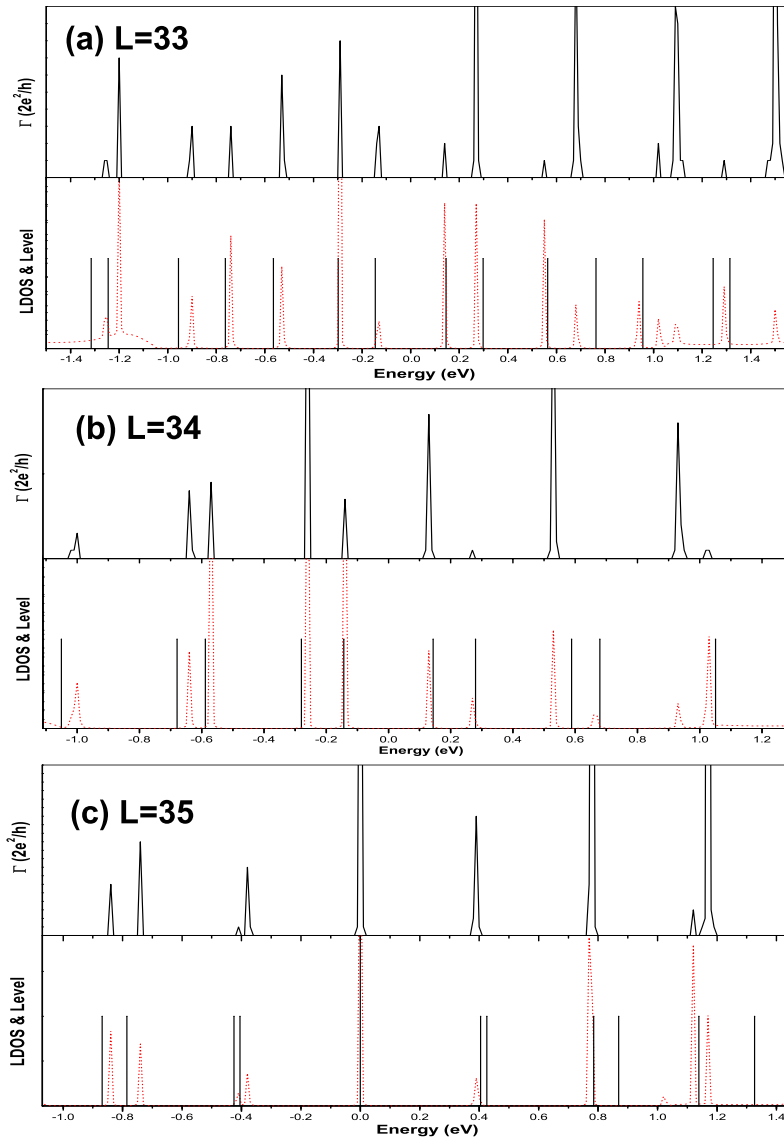 (a) L=33
Γ (2e²/h)
LDOS & Level
-1.4 -1.2 -1.0 -0.8 -0.6 -0.4 -0.2 0.0 0.2 0.4 0.6 0.8 1.0 1.2 1.4
Energy (eV)
(b) L=34
Γ (2e²/h)
LDOS & Level
-1.0 -0.8 -0.6 -0.4 -0.2 0.0 0.2 0.4 0.6 0.8 1.0 1.2
Energy (eV)
(c) L=35
Γ (2e²/h)
LDOS & Level
-1.0 -0.8 -0.6 -0.4 -0.2 0.0 0.2 0.4 0.6 0.8 1.0 1.2 1.4
Energy (eV)